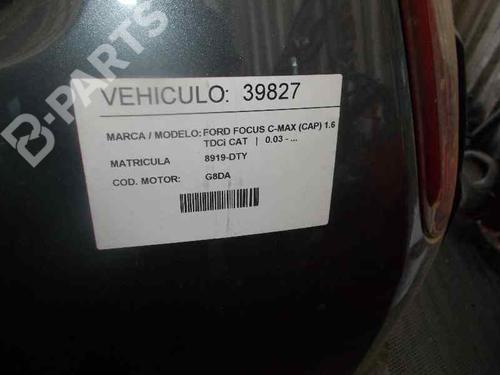 B-PARTS
VEHICULO: 39827
MARCA / MODELO: FORD FOCUS C-MAX (CAP) 1.6
TDCi CAT | 0.03 - ...
MATRICULA 8919-DTY
COD. MOTOR: G8DA